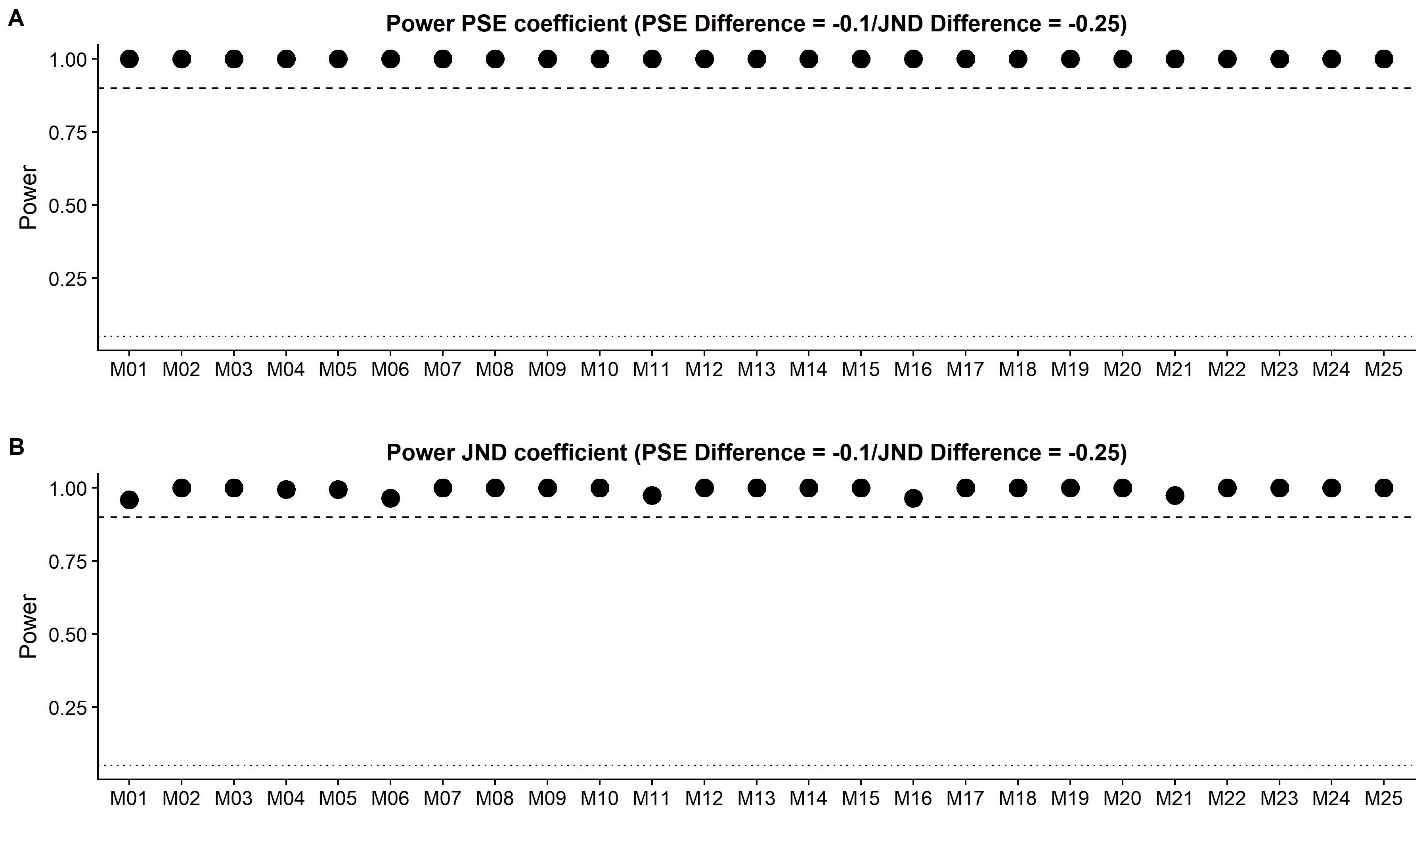 A
Power PSE coefficient (PSE Difference = -0.1/JND Difference = -0.25)
1.00
0.75
0.50
0.25
Power
M01 M02 M03 M04 M05 M06 M07 M08 M09 M10 M11 M12 M13 M14 M15 M16 M17 M18 M19 M20 M21 M22 M23 M24 M25
B
Power JND coefficient (PSE Difference = -0.1/JND Difference = -0.25)
1.00
0.75
0.50
0.25
Power
M01 M02 M03 M04 M05 M06 M07 M08 M09 M10 M11 M12 M13 M14 M15 M16 M17 M18 M19 M20 M21 M22 M23 M24 M25